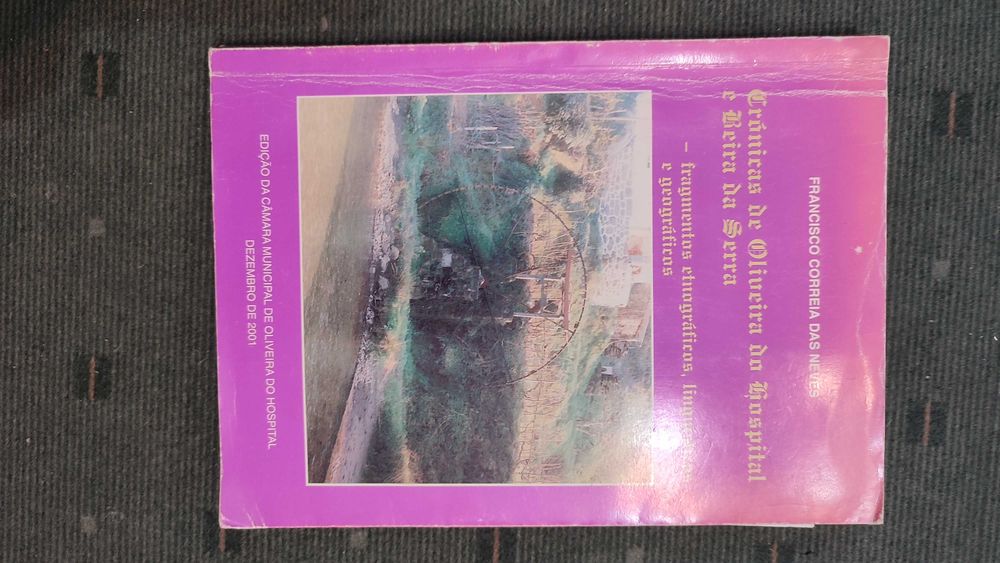 FRANCISCO CORREIA DAS NEVES
Crónicas de Oliveira do Hospital
e Beira da Serra
– fragmentos etnográficos,
e geográficos
EDIÇÃO DA CÂMARA MUNICIPAL DE OLIVEIRA DO HOSPITAL
DEZEMBRO DE 2001